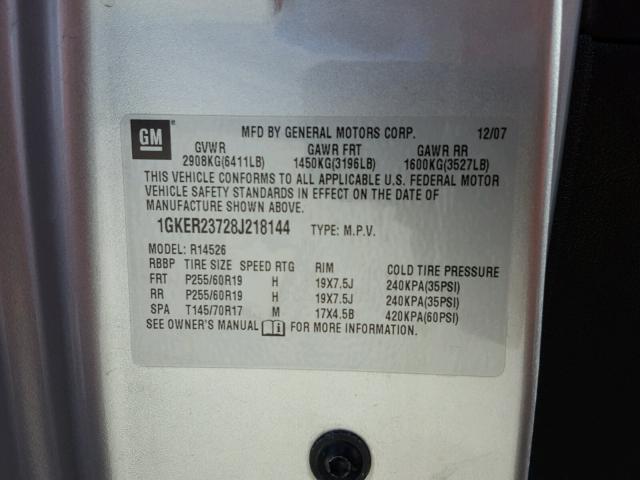 GM MFD BY GENERAL MOTORS CORP. 12/07
GVWR GAWR FRT GAWR RR
2908KG(6411LB) 1450KG(3196LB) 1600KG(3527LB)
THIS VEHICLE CONFORMS TO ALL APPLICABLE U.S. FEDERAL MOTOR
VEHICLE SAFETY STANDARDS IN EFFECT ON THE DATE OF
MANUFACTURE SHOWN ABOVE.
1GKER23728J218144 TYPE: M.P.V.
MODEL: R14526
RBBP TIRE SIZE SPEED RTG RIM COLD TIRE PRESSURE
FRT P255/60R19 H 19X7.5J 240KPA(35PSI)
RR P255/60R19 H 19X7.5J 240KPA(35PSI)
SPA T145/70R17 M 17X4.5B 420KPA(60PSI)
SEE OWNER'S MANUAL FOR MORE INFORMATION.